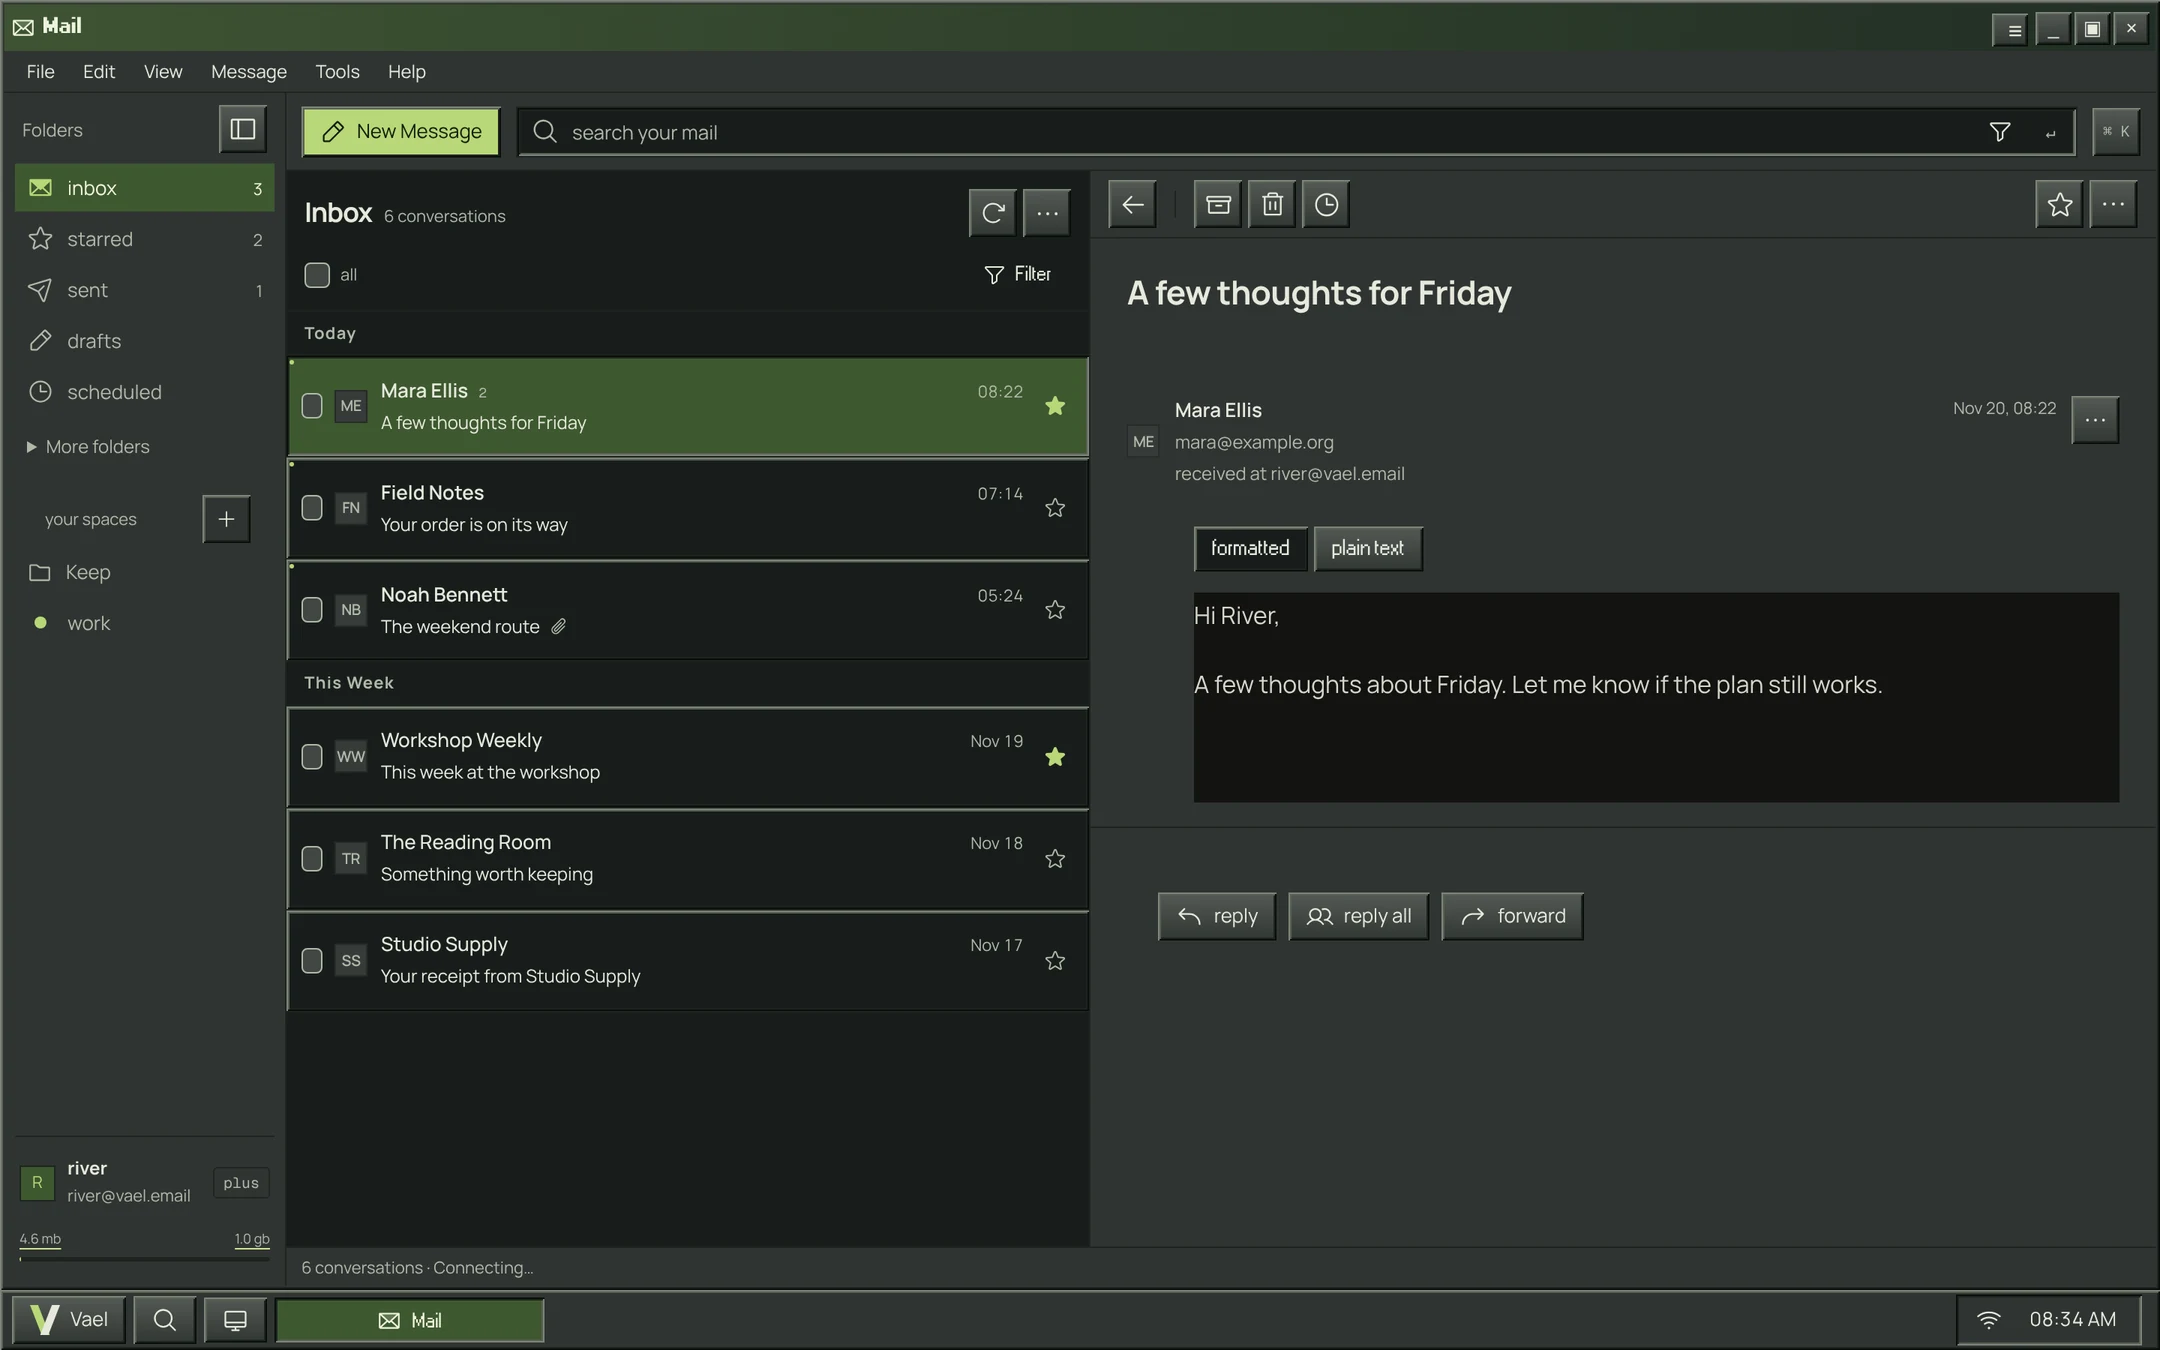 Mail
File Edit View Message Tools Help
Folders
inbox 3
starred 2
sent 1
drafts
scheduled
More folders
your spaces
Keep
work
river
river@vael.email
plus
4.6 mb 1.0 gb
New Message
search your mail
⌘ K
Inbox 6 conversations
all
Filter
Today
ME
Mara Ellis 2 08:22
A few thoughts for Friday
FN
Field Notes 07:14
Your order is on its way
NB
Noah Bennett 05:24
The weekend route
This Week
WW
Workshop Weekly Nov 19
This week at the workshop
TR
The Reading Room Nov 18
Something worth keeping
SS
Studio Supply Nov 17
Your receipt from Studio Supply
6 conversations · Connecting...
A few thoughts for Friday
ME
Mara Ellis Nov 20, 08:22
mara@example.org
received at river@vael.email
formatted plain text
Hi River,
A few thoughts about Friday. Let me know if the plan still works.
reply reply all forward
R
Vael
Mail
08:34 AM